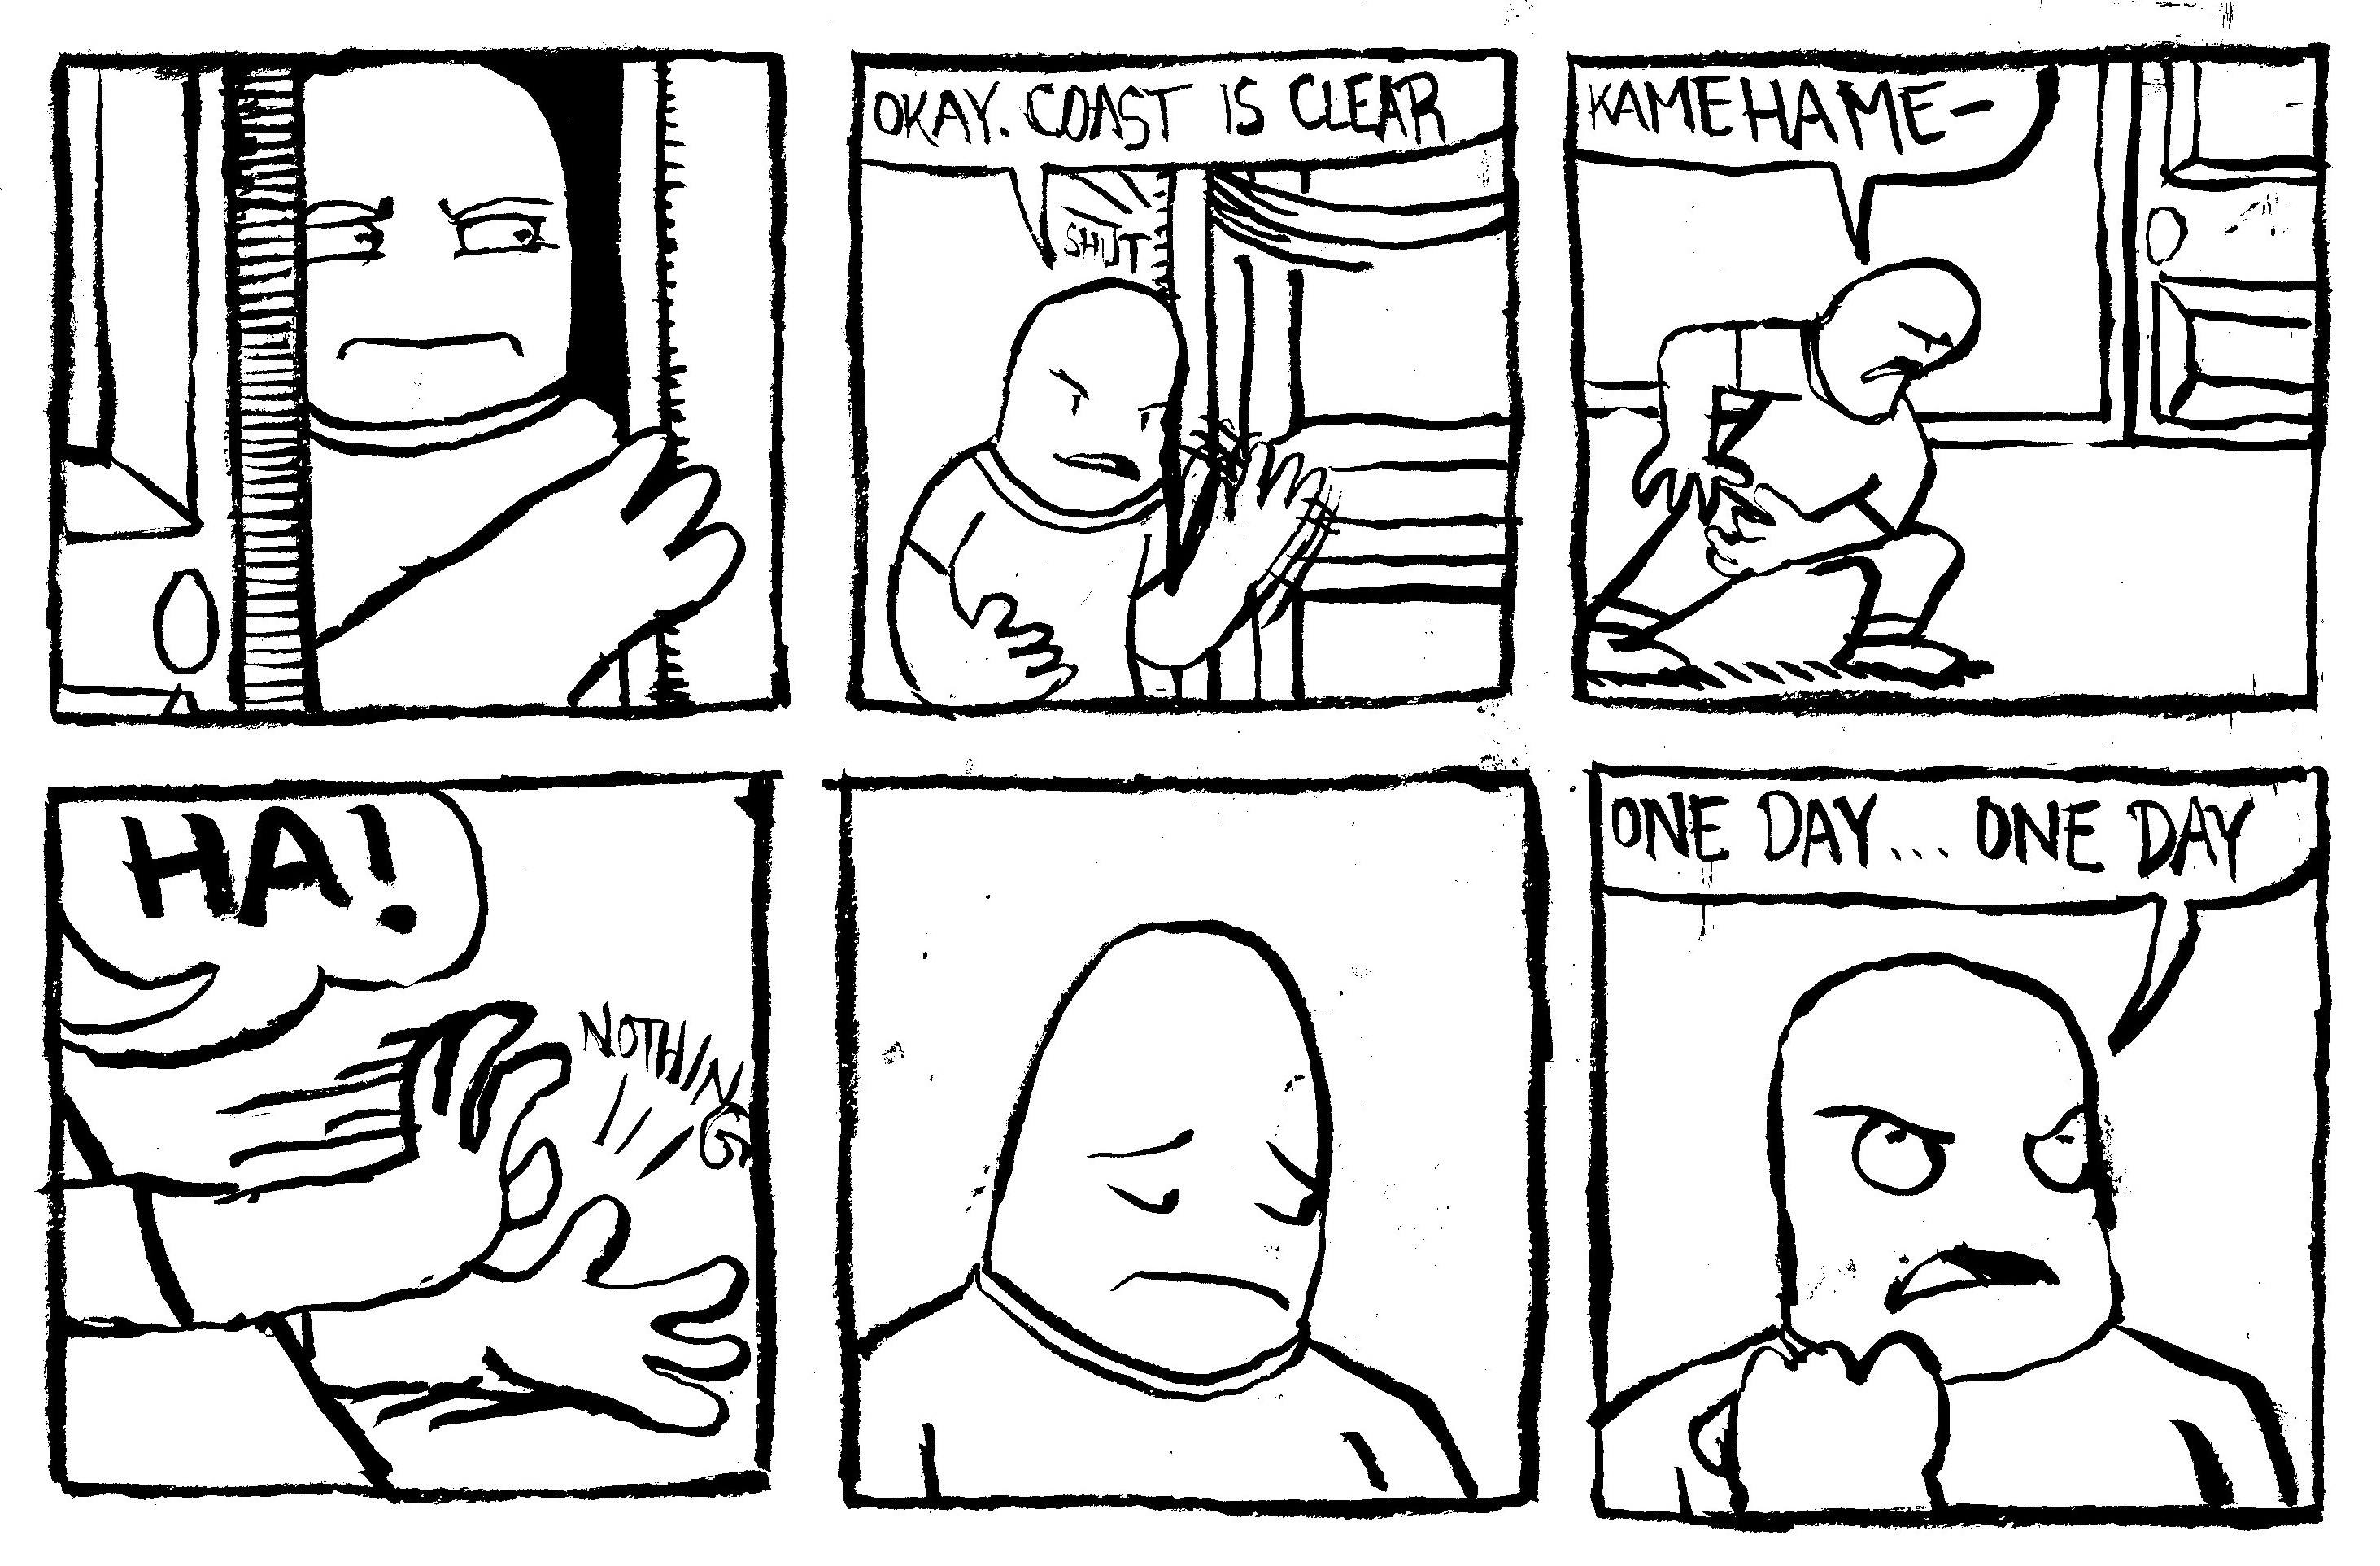 OKAY. COAST IS CLEAR
SHUT
KAMEHAME-
HA!
NOTHING
ONE DAY... ONE DAY